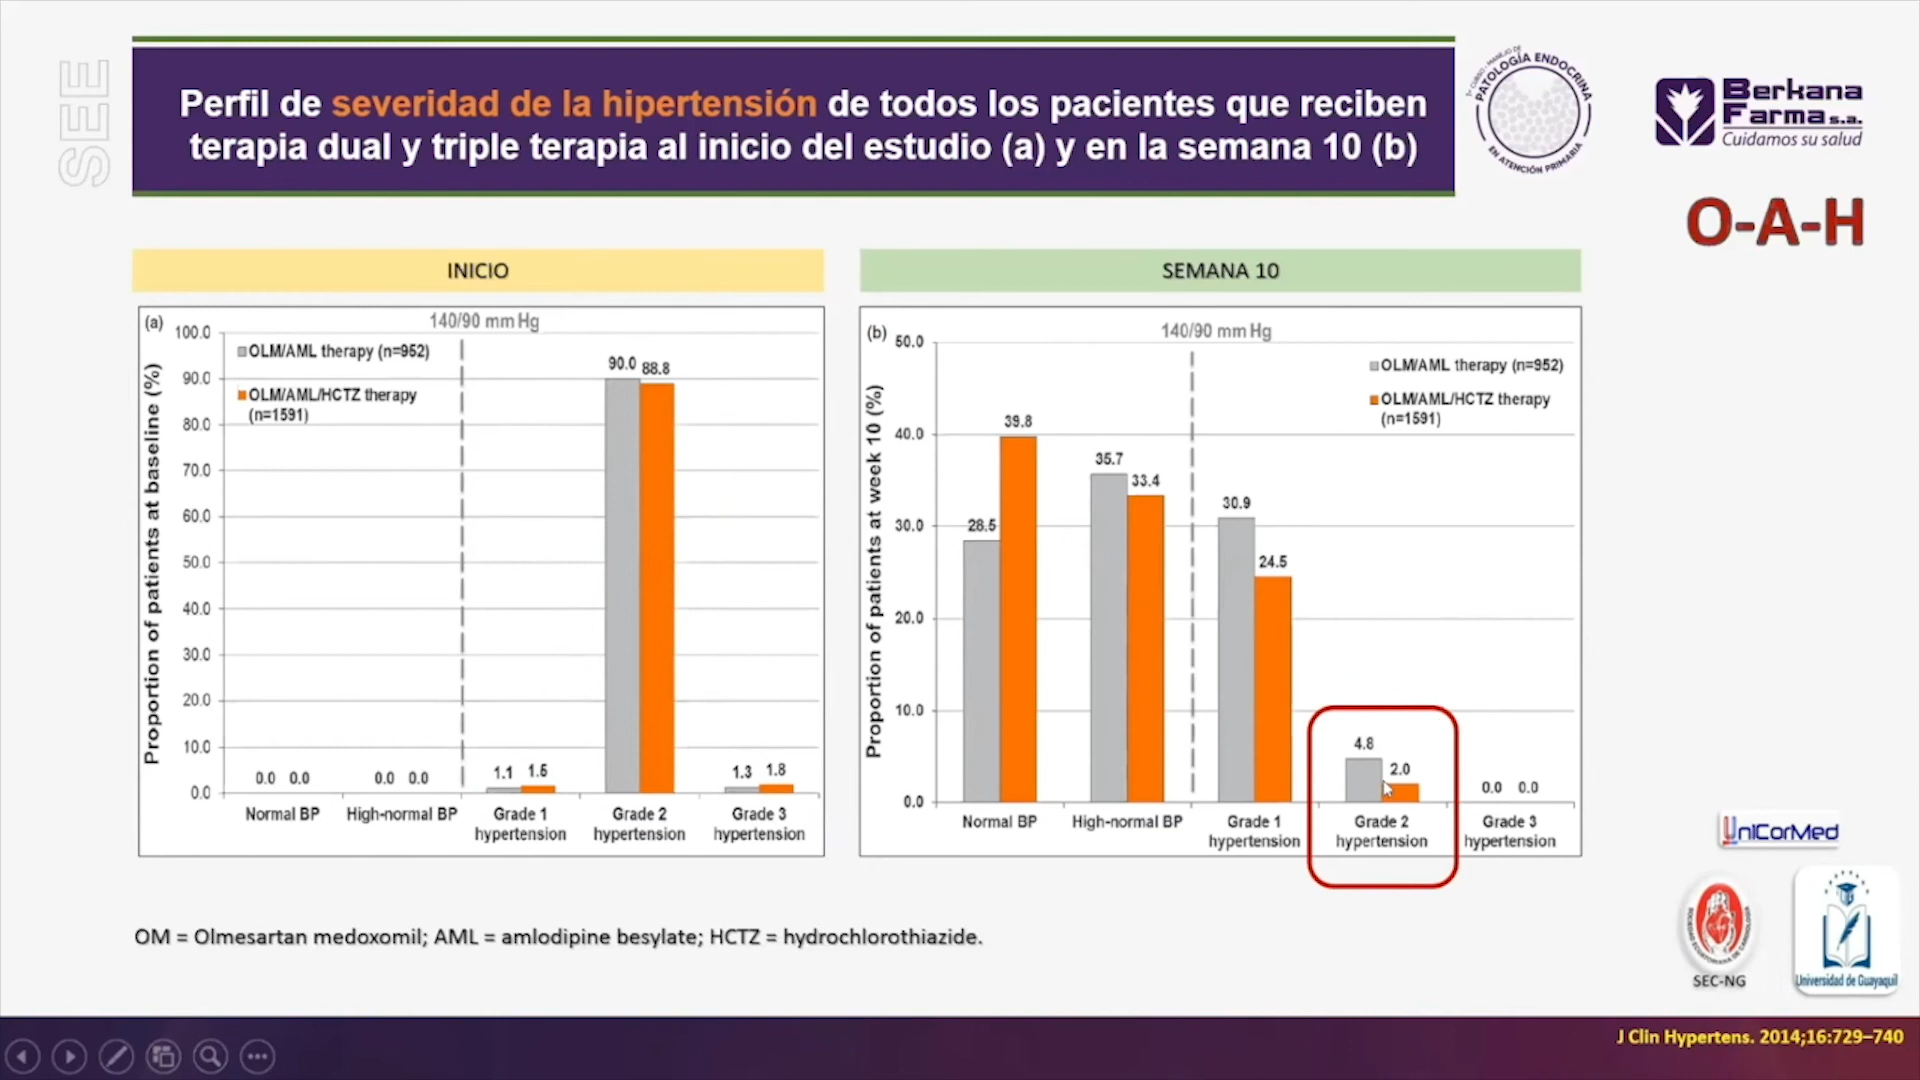 SEE
Perfil de severidad de la hipertensión de todos los pacientes que reciben
terapia dual y triple terapia al inicio del estudio (a) y en la semana 10 (b)
PATOLOGÍA ENDOCRINA
EN ATENCIÓN PRIMARIA
Berkana
Farma s.a.
Cuidamos su salud
O-A-H
INICIO
(a)
140/90 mm Hg
Proportion of patients at baseline (%)
100.0
90.0
80.0
70.0
60.0
50.0
40.0
30.0
20.0
10.0
0.0
OLM/AML therapy (n=952)
OLM/AML/HCTZ therapy
(n=1591)
0.0 0.0
0.0 0.0
1.1 1.5
90.0 88.8
1.3 1.8
Normal BP
High-normal BP
Grade 1
hypertension
Grade 2
hypertension
Grade 3
hypertension
SEMANA 10
(b)
140/90 mm Hg
Proportion of patients at week 10 (%)
50.0
40.0
30.0
20.0
10.0
0.0
OLM/AML therapy (n=952)
OLM/AML/HCTZ therapy
(n=1591)
28.5 39.8
35.7 33.4
30.9 24.5
4.8 2.0
0.0 0.0
Normal BP
High-normal BP
Grade 1
hypertension
Grade 2
hypertension
Grade 3
hypertension
UniCorMed
SEC-NG
Universidad de Guayaquil
OM = Olmesartan medoxomil; AML = amlodipine besylate; HCTZ = hydrochlorothiazide.
J Clin Hypertens. 2014;16:729–740